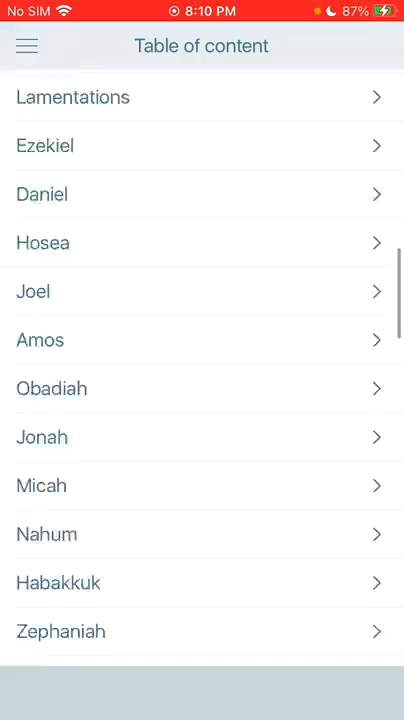 No SIM 8:10 PM 87%
Table of content
Lamentations
Ezekiel
Daniel
Hosea
Joel
Amos
Obadiah
Jonah
Micah
Nahum
Habakkuk
Zephaniah